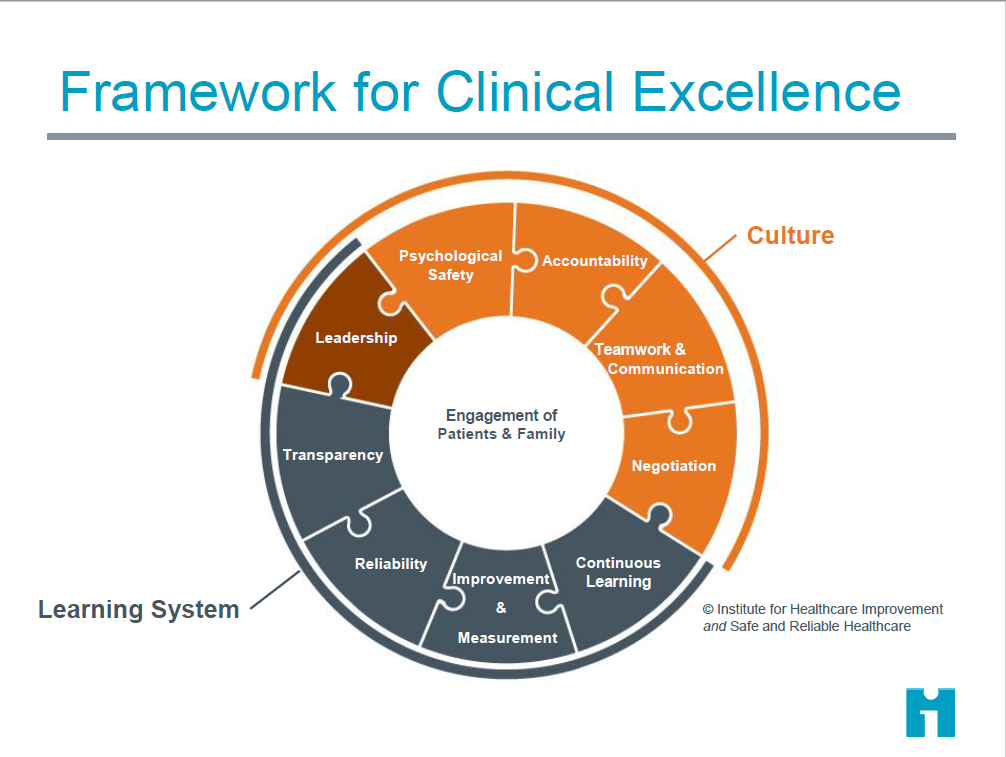 Framework for Clinical Excellence
Culture
Psychological
Safety
Accountability
Leadership
Teamwork &
Communication
Engagement of
Patients & Family
Transparency
Negotiation
Reliability
Improvement
&
Measurement
Continuous
Learning
Learning System
© Institute for Healthcare Improvement
and Safe and Reliable Healthcare